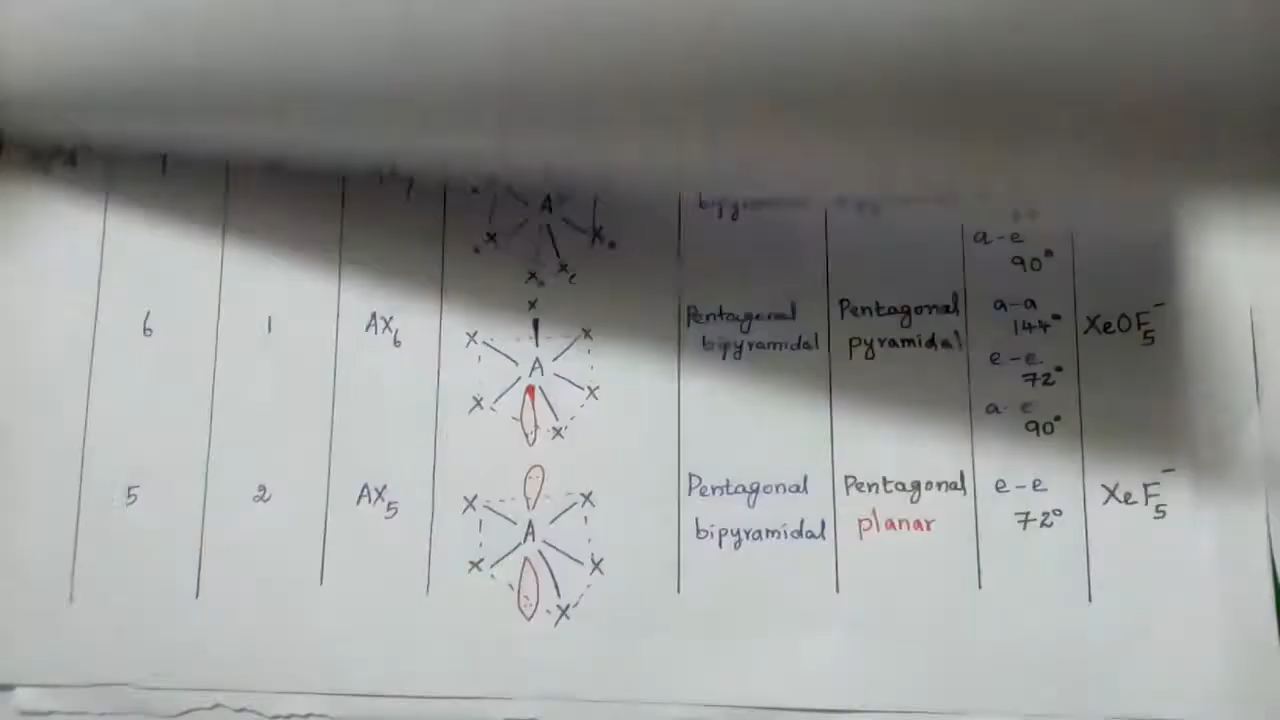 A
X
X
X
X
a-e
90°
6
1
AX6
X
X
X
A
X
X
X
Pentagonal
bipyramidal
Pentagonal
pyramidal
a-a
144°
e-e
72°
a-e
90°
XeOF5⁻
5
2
AX5
X
X
A
X
X
X
Pentagonal
bipyramidal
Pentagonal
planar
e-e
72°
XeF5⁻